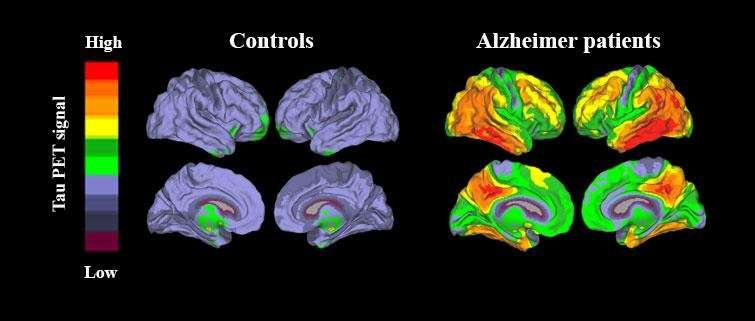 High
Controls
Alzheimer patients
Tau PET signal
Low